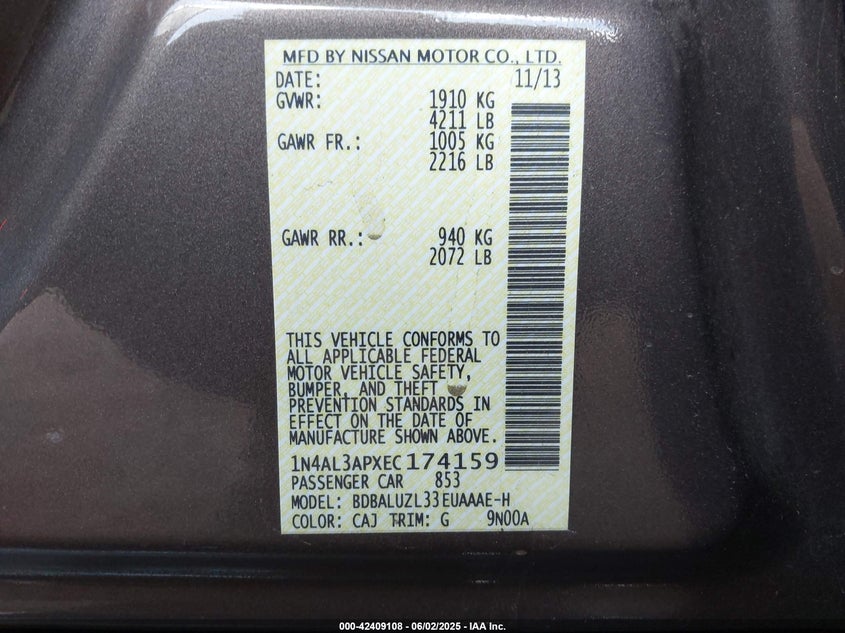 MFD BY NISSAN MOTOR CO., LTD.
DATE: 11/13
GVWR: 1910 KG
4211 LB
GAWR FR.: 1005 KG
2216 LB
GAWR RR.: 940 KG
2072 LB
THIS VEHICLE CONFORMS TO
ALL APPLICABLE FEDERAL
MOTOR VEHICLE SAFETY,
BUMPER, AND THEFT
PREVENTION STANDARDS IN
EFFECT ON THE DATE OF
MANUFACTURE SHOWN ABOVE.
1N4AL3APXEC174159
PASSENGER CAR 853
MODEL: BDBALUZL33EUAAAE-H
COLOR: CAJ TRIM: G 9N00A
000-42409108 - 06/02/2025 - IAA Inc.